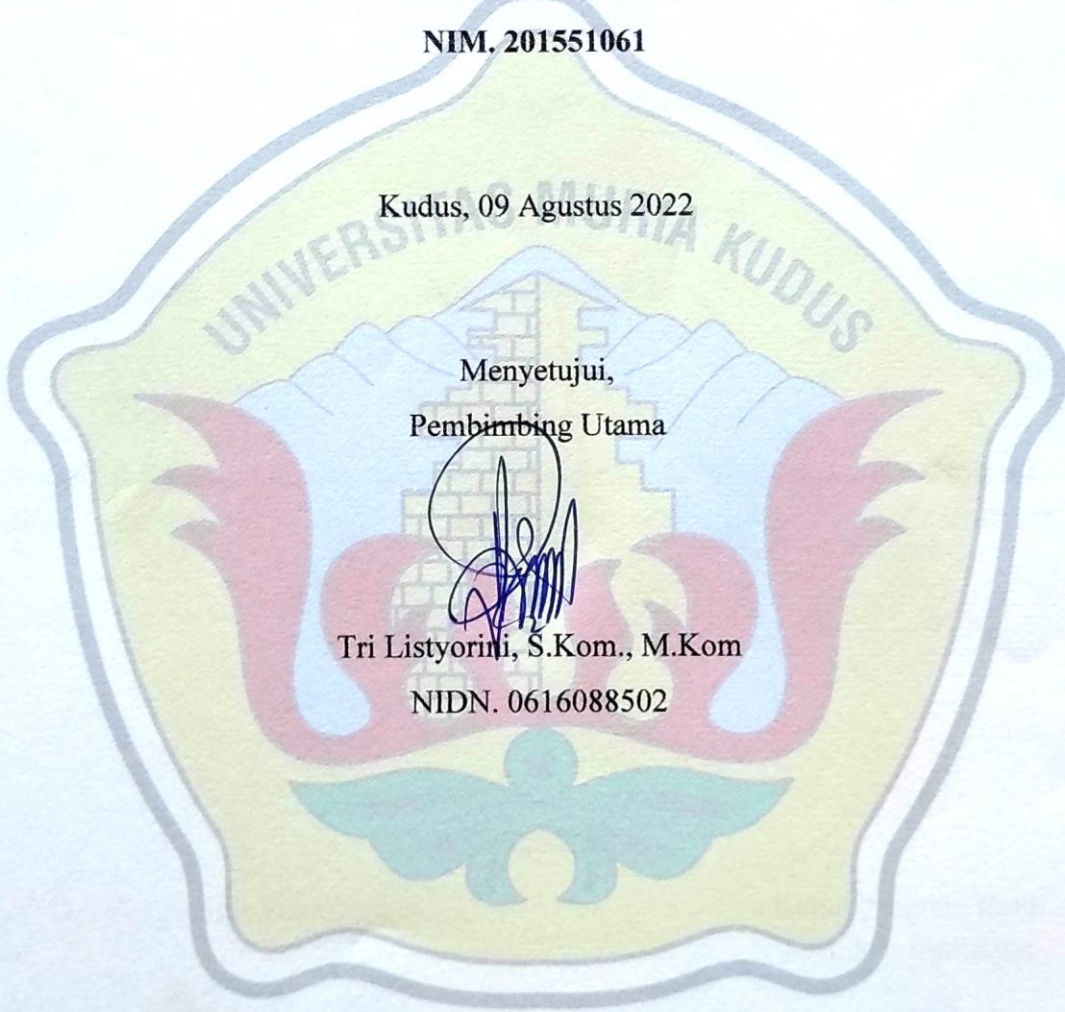 NIM. 201551061
Kudus, 09 Agustus 2022
UNIVERSITAS MURIA KUDUS
Menyetujui,
Pembimbing Utama
Tri Listyorini, S.Kom., M.Kom
NIDN. 0616088502